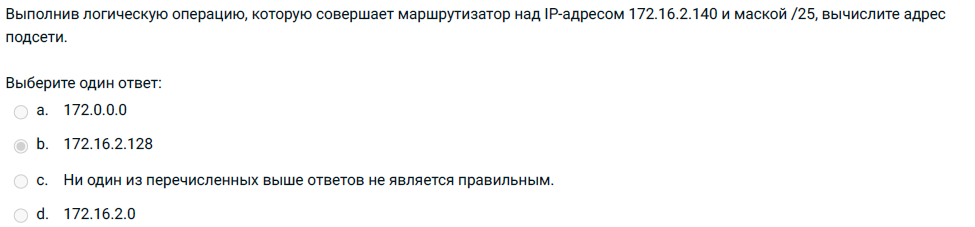 Выполнив логическую операцию, которую совершает маршрутизатор над IP-адресом 172.16.2.140 и маской /25, вычислите адрес
подсети.
Выберите один ответ:
a. 172.0.0.0
b. 172.16.2.128
c. Ни один из перечисленных выше ответов не является правильным.
d. 172.16.2.0